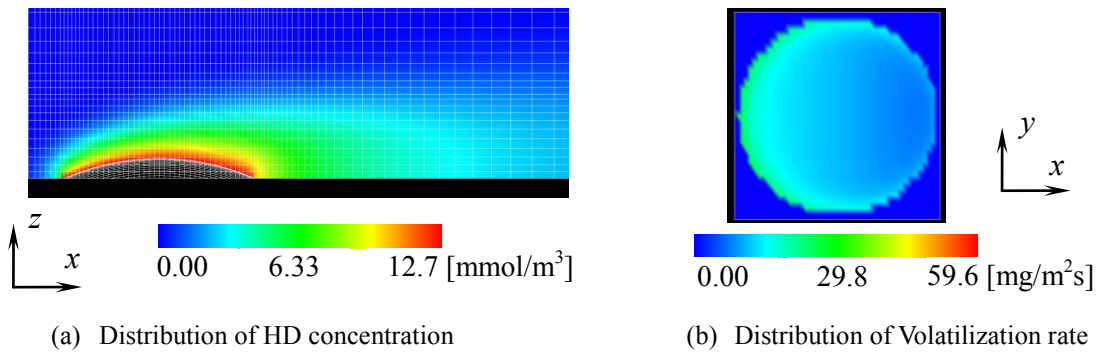 z
x
0.00 6.33 12.7 [mmol/m³]
(a) Distribution of HD concentration
y
x
0.00 29.8 59.6 [mg/m²s]
(b) Distribution of Volatilization rate